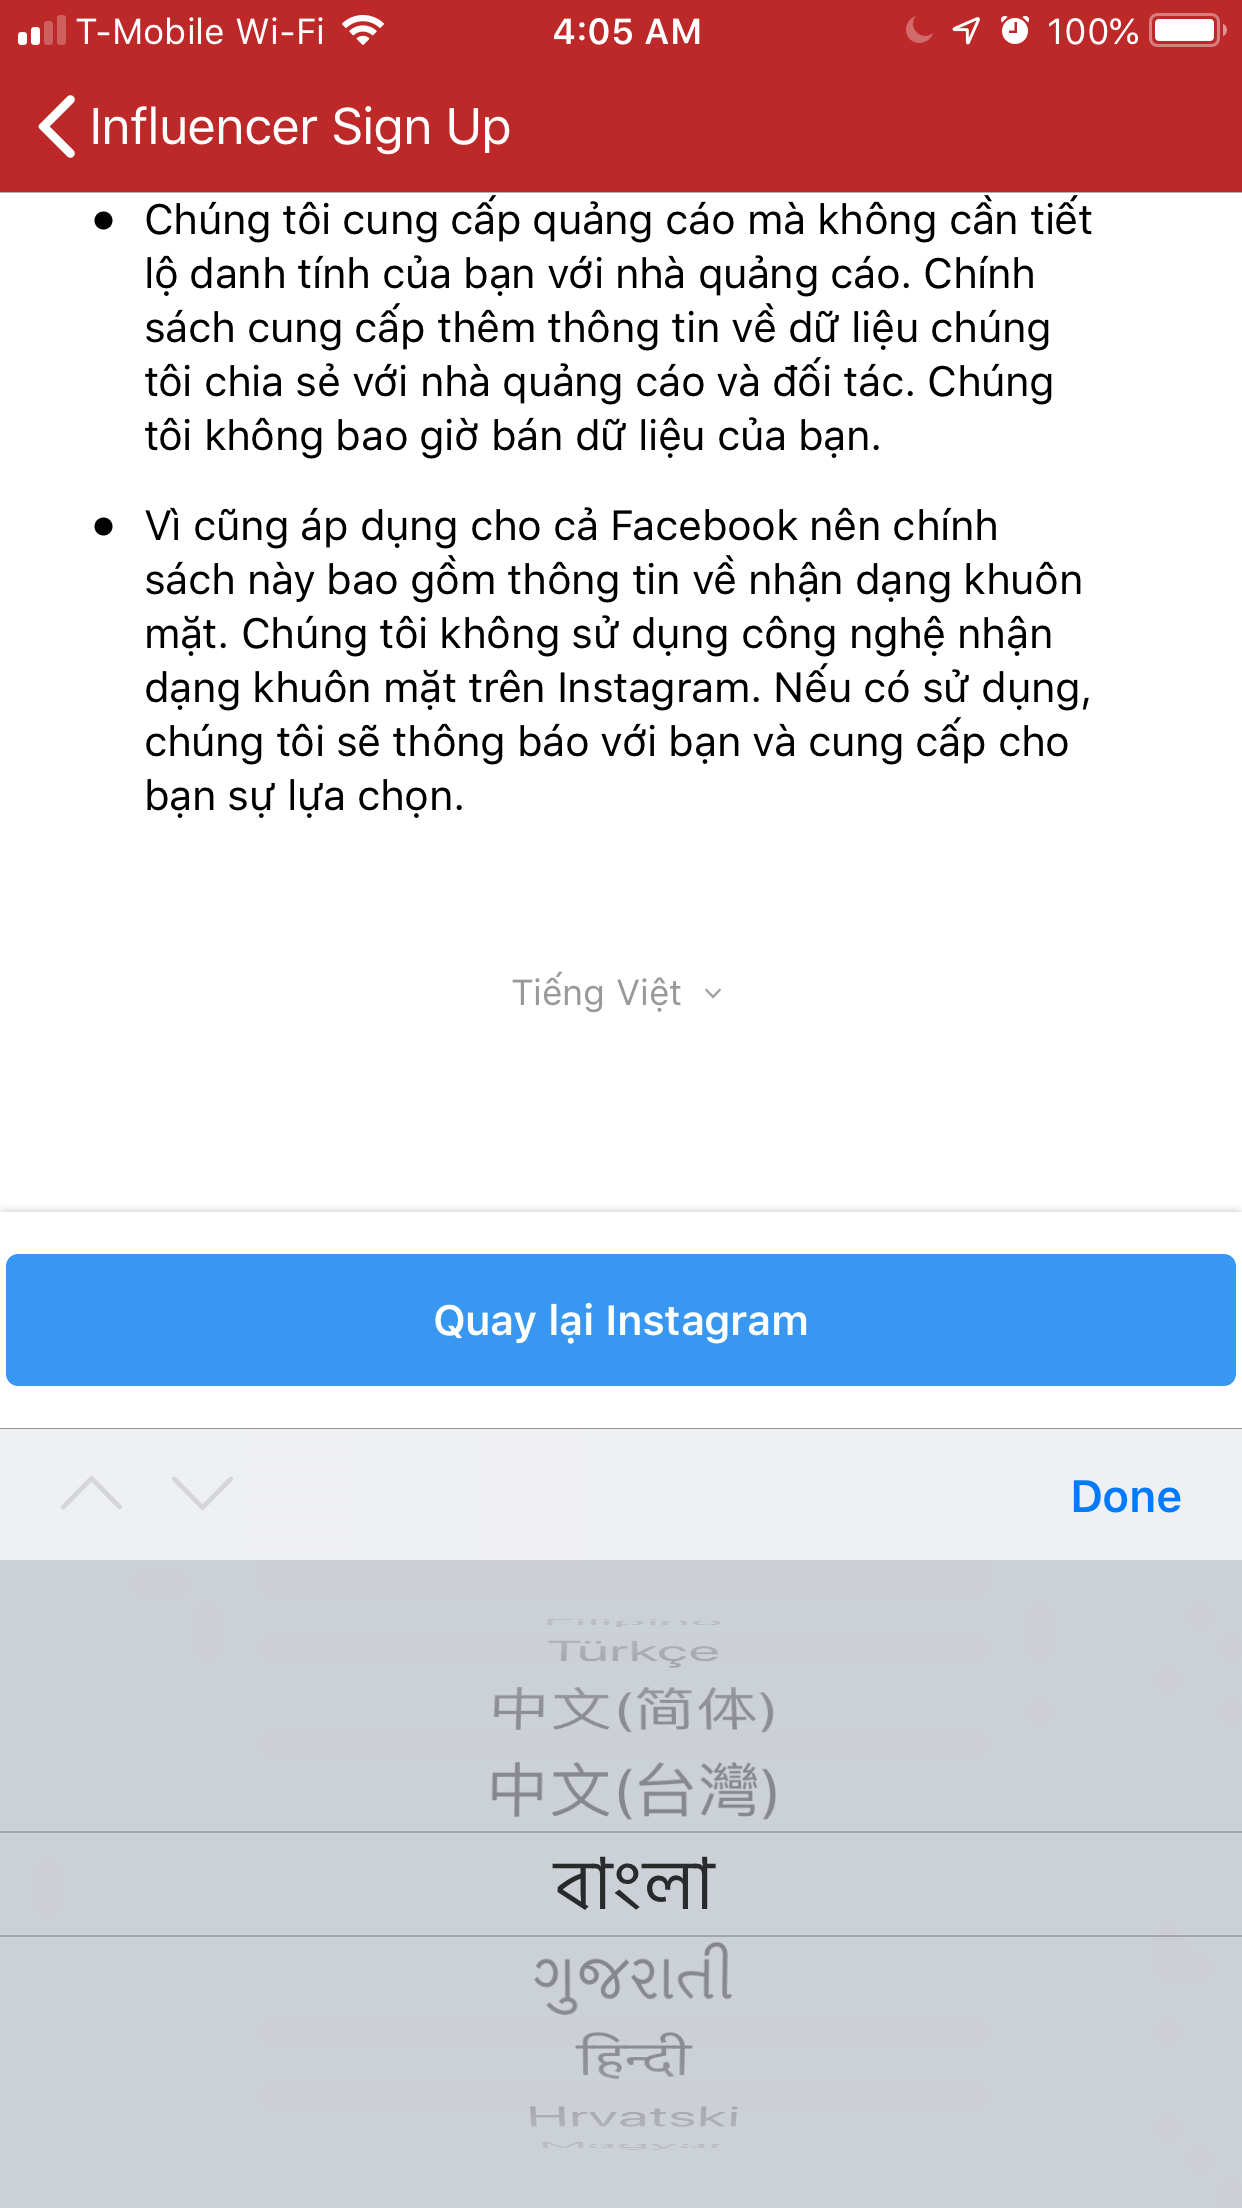 T-Mobile Wi-Fi 4:05 AM 100%
Influencer Sign Up
● Chúng tôi cung cấp quảng cáo mà không cần tiết
lộ danh tính của bạn với nhà quảng cáo. Chính
sách cung cấp thêm thông tin về dữ liệu chúng
tôi chia sẻ với nhà quảng cáo và đối tác. Chúng
tôi không bao giờ bán dữ liệu của bạn.
● Vì cũng áp dụng cho cả Facebook nên chính
sách này bao gồm thông tin về nhận dạng khuôn
mặt. Chúng tôi không sử dụng công nghệ nhận
dạng khuôn mặt trên Instagram. Nếu có sử dụng,
chúng tôi sẽ thông báo với bạn và cung cấp cho
bạn sự lựa chọn.
Tiếng Việt
Quay lại Instagram
Done
Filipino
Türkçe
中文(简体)
中文(台灣)
বাংলা
ગુજરાતી
हिन्दी
Hrvatski
Magyar